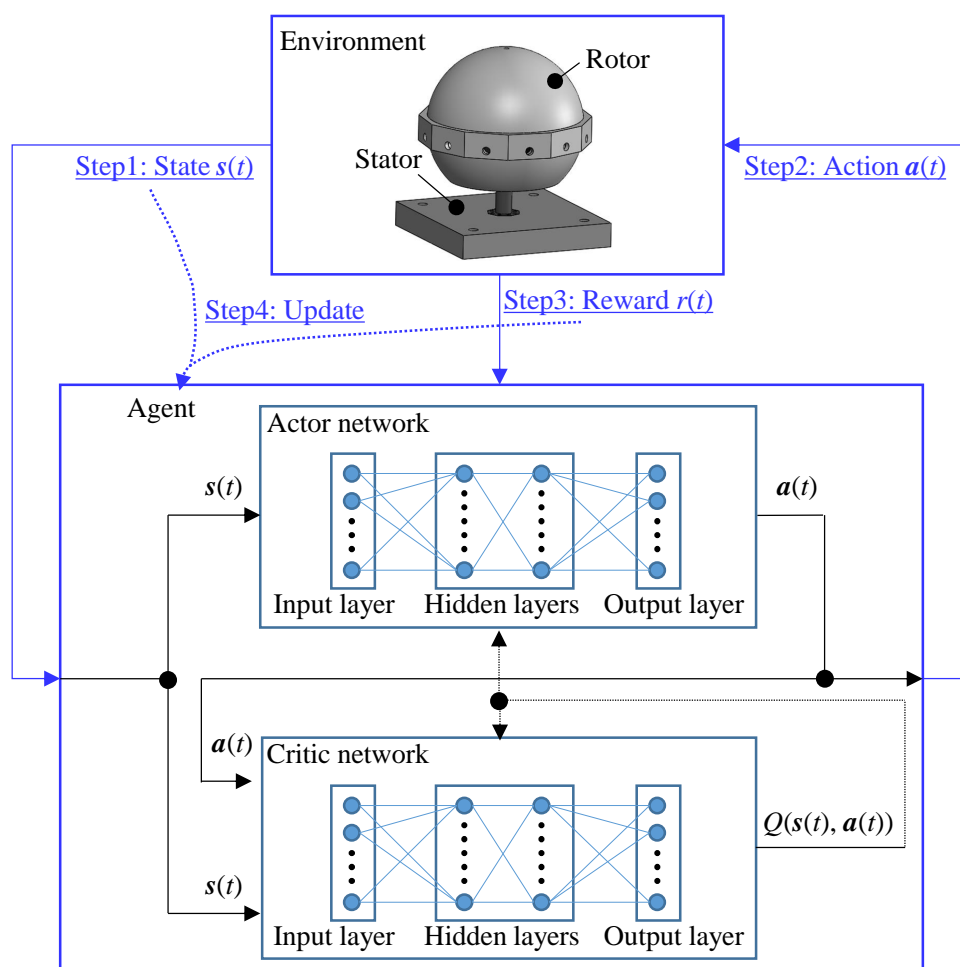 Environment
Rotor
Stator
Step1: State s(t)
Step2: Action a(t)
Step3: Reward r(t)
Step4: Update
Agent
Actor network
s(t)
a(t)
Input layer
Hidden layers
Output layer
a(t)
Critic network
Q(s(t), a(t))
s(t)
Input layer
Hidden layers
Output layer